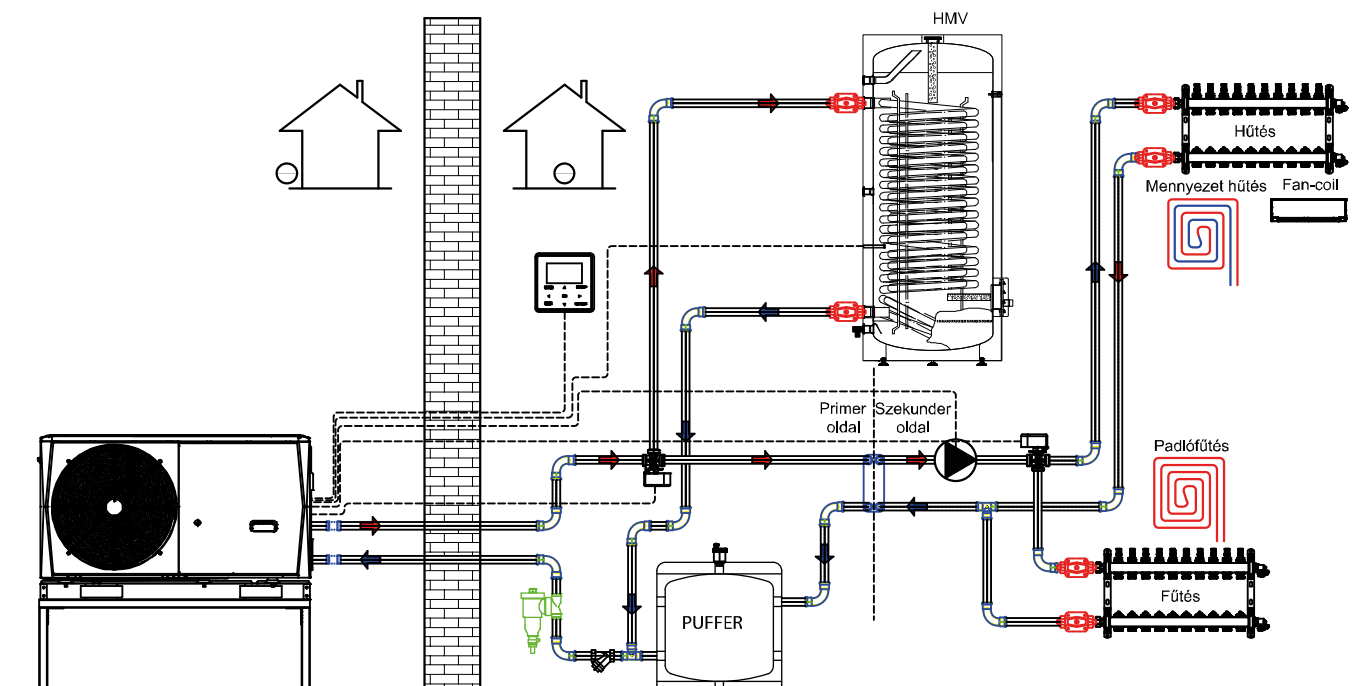 HMV
Hűtés
Mennyezet hűtés
Fan-coil
Primer
oldal
Szekunder
oldal
Padlófűtés
Fűtés
PUFFER